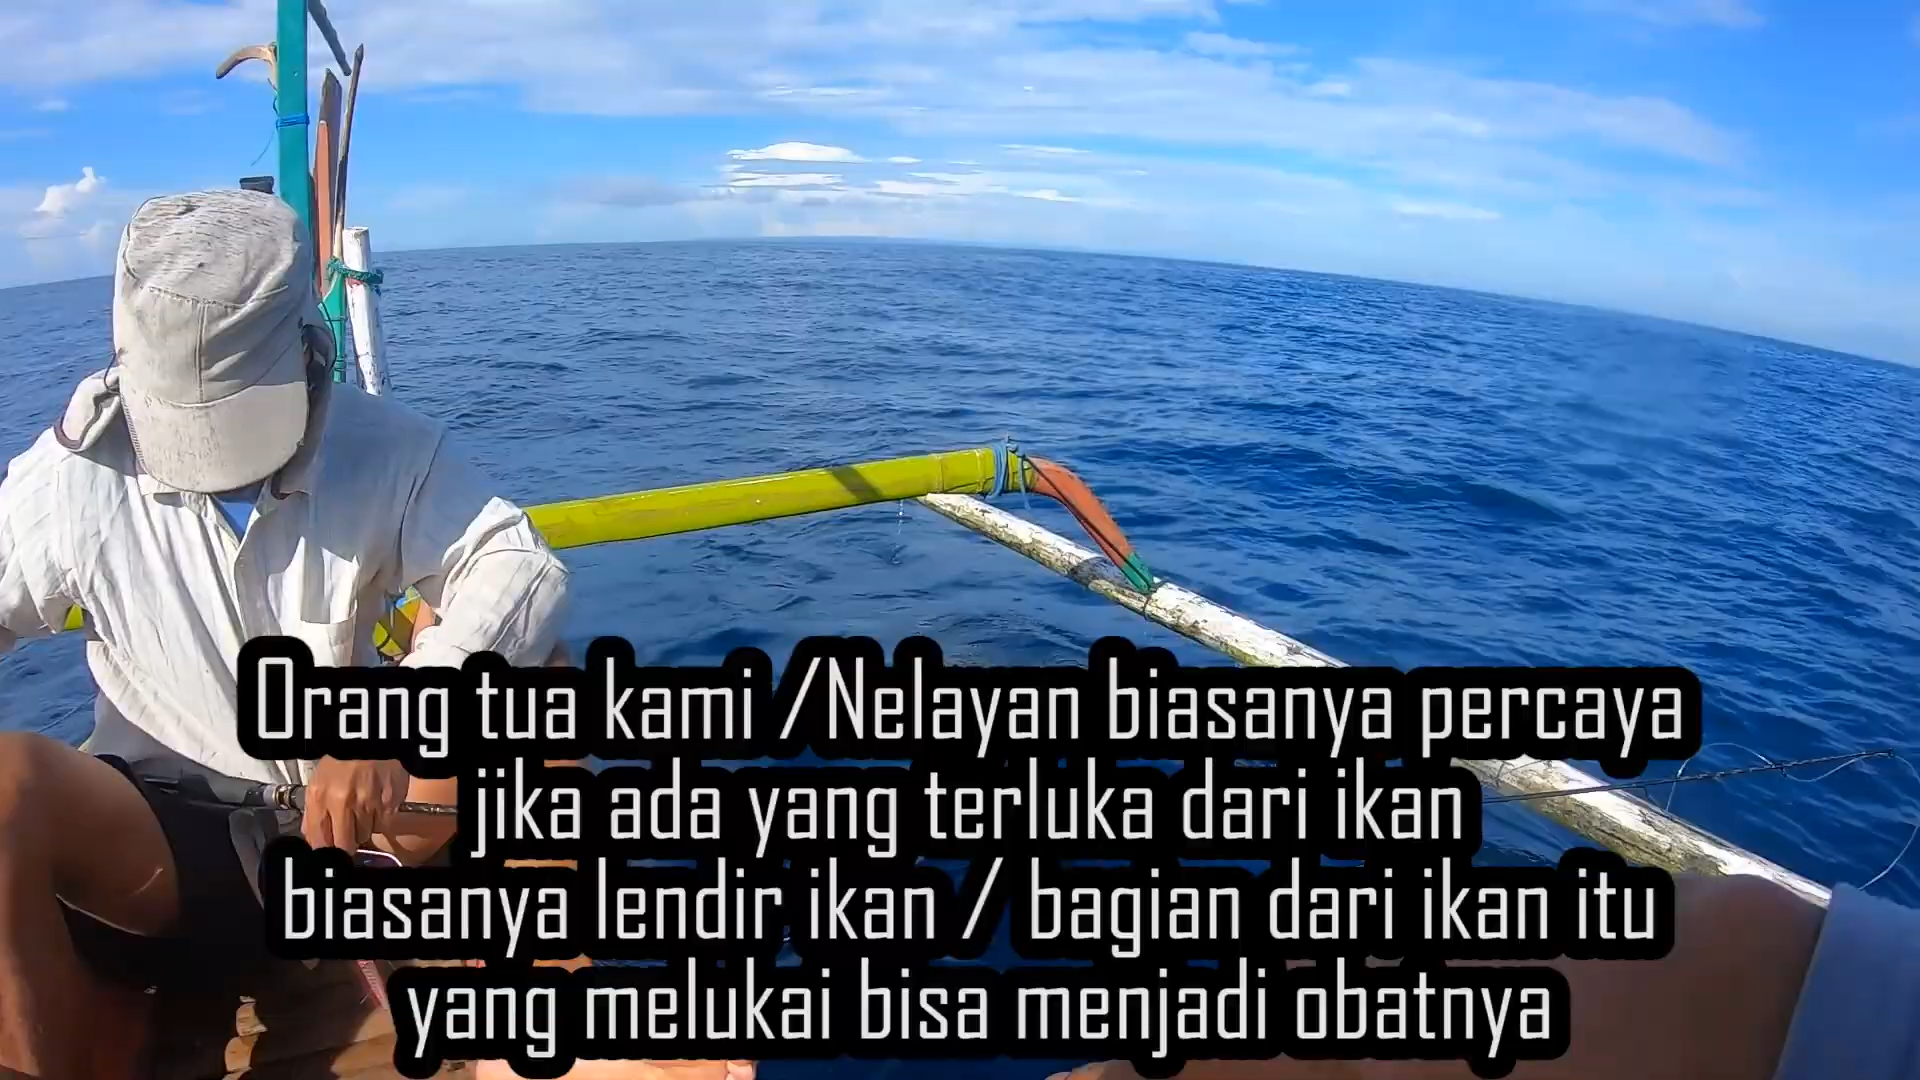 Orang tua kami /Nelayan biasanya percaya
jika ada yang terluka dari ikan
biasanya lendir ikan / bagian dari ikan itu
yang melukai bisa menjadi obatnya